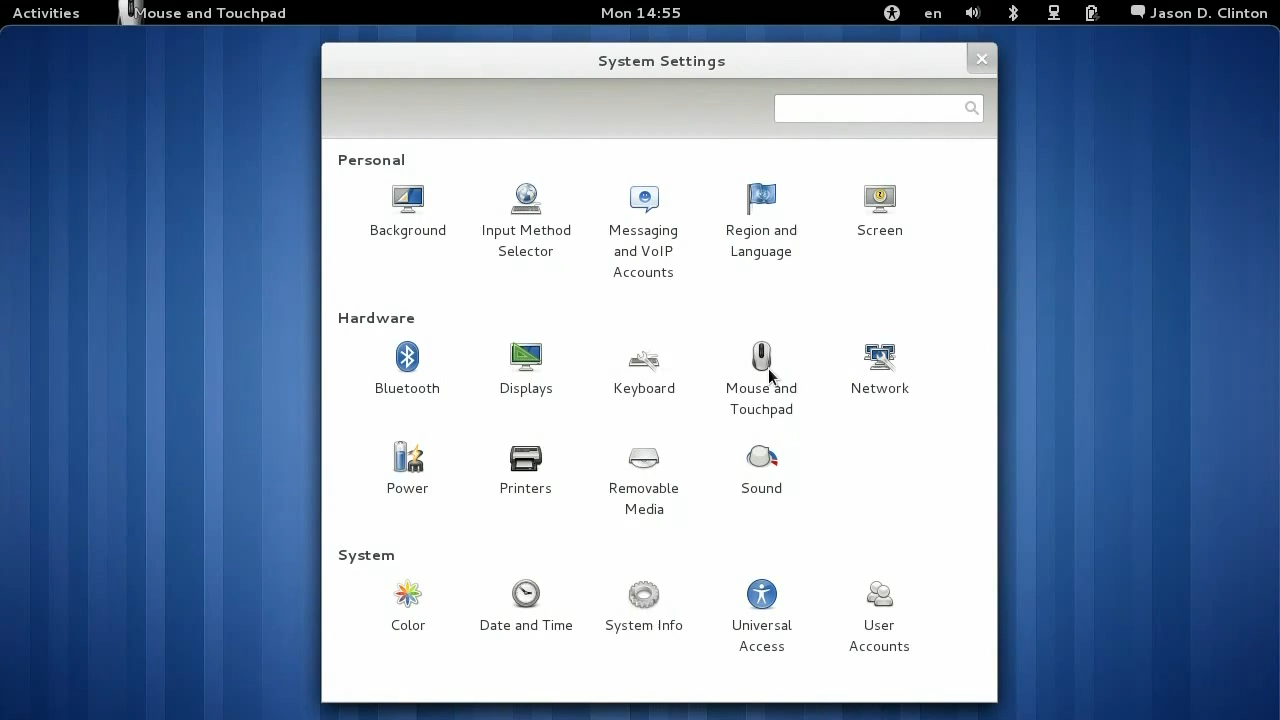 Activities
Mouse and Touchpad
Mon 14:55
en
Jason D. Clinton
System Settings
Personal
Background
Input Method
Selector
Messaging
and VoIP
Accounts
Region and
Language
Screen
Hardware
Bluetooth
Displays
Keyboard
Mouse and
Touchpad
Network
Power
Printers
Removable
Media
Sound
System
Color
Date and Time
System Info
Universal
Access
User
Accounts